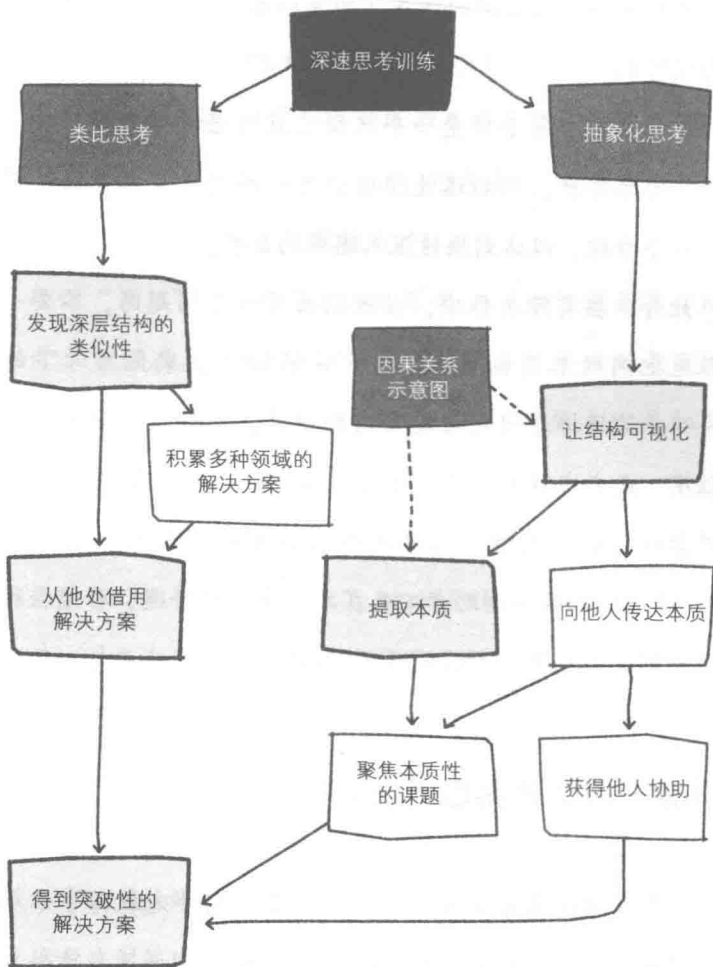 深速思考训练
类比思考
抽象化思考
发现深层结构的
类似性
因果关系
示意图
让结构可视化
积累多种领域的
解决方案
从他处借用
解决方案
提取本质
向他人传达本质
聚焦本质性
的课题
获得他人协助
得到突破性的
解决方案